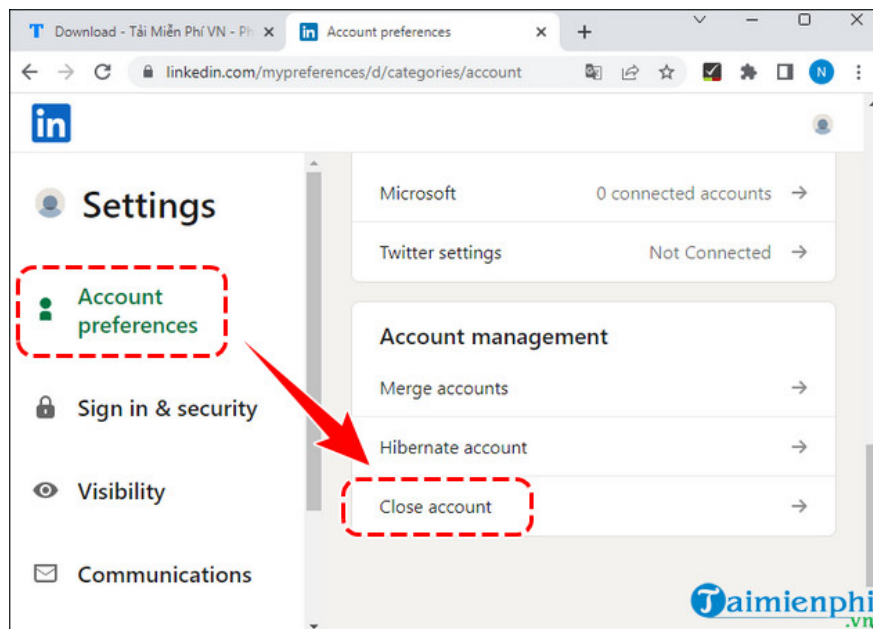 Download - Tải Miễn Phí VN - Ph
Account preferences
linkedin.com/mypreferences/d/categories/account
N
in
Settings
Account
preferences
Sign in & security
Visibility
Communications
Microsoft
0 connected accounts
Twitter settings
Not Connected
Account management
Merge accounts
Hibernate account
Close account
Taimienphi
.vn